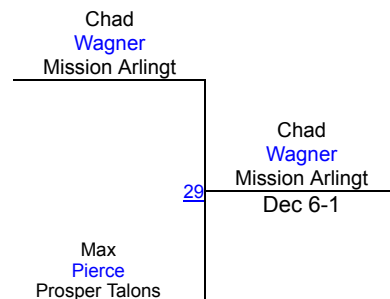 Chad
Wagner
Mission Arlingt
Chad
Wagner
Mission Arlingt
29
Dec 6-1
Max
Pierce
Prosper Talons